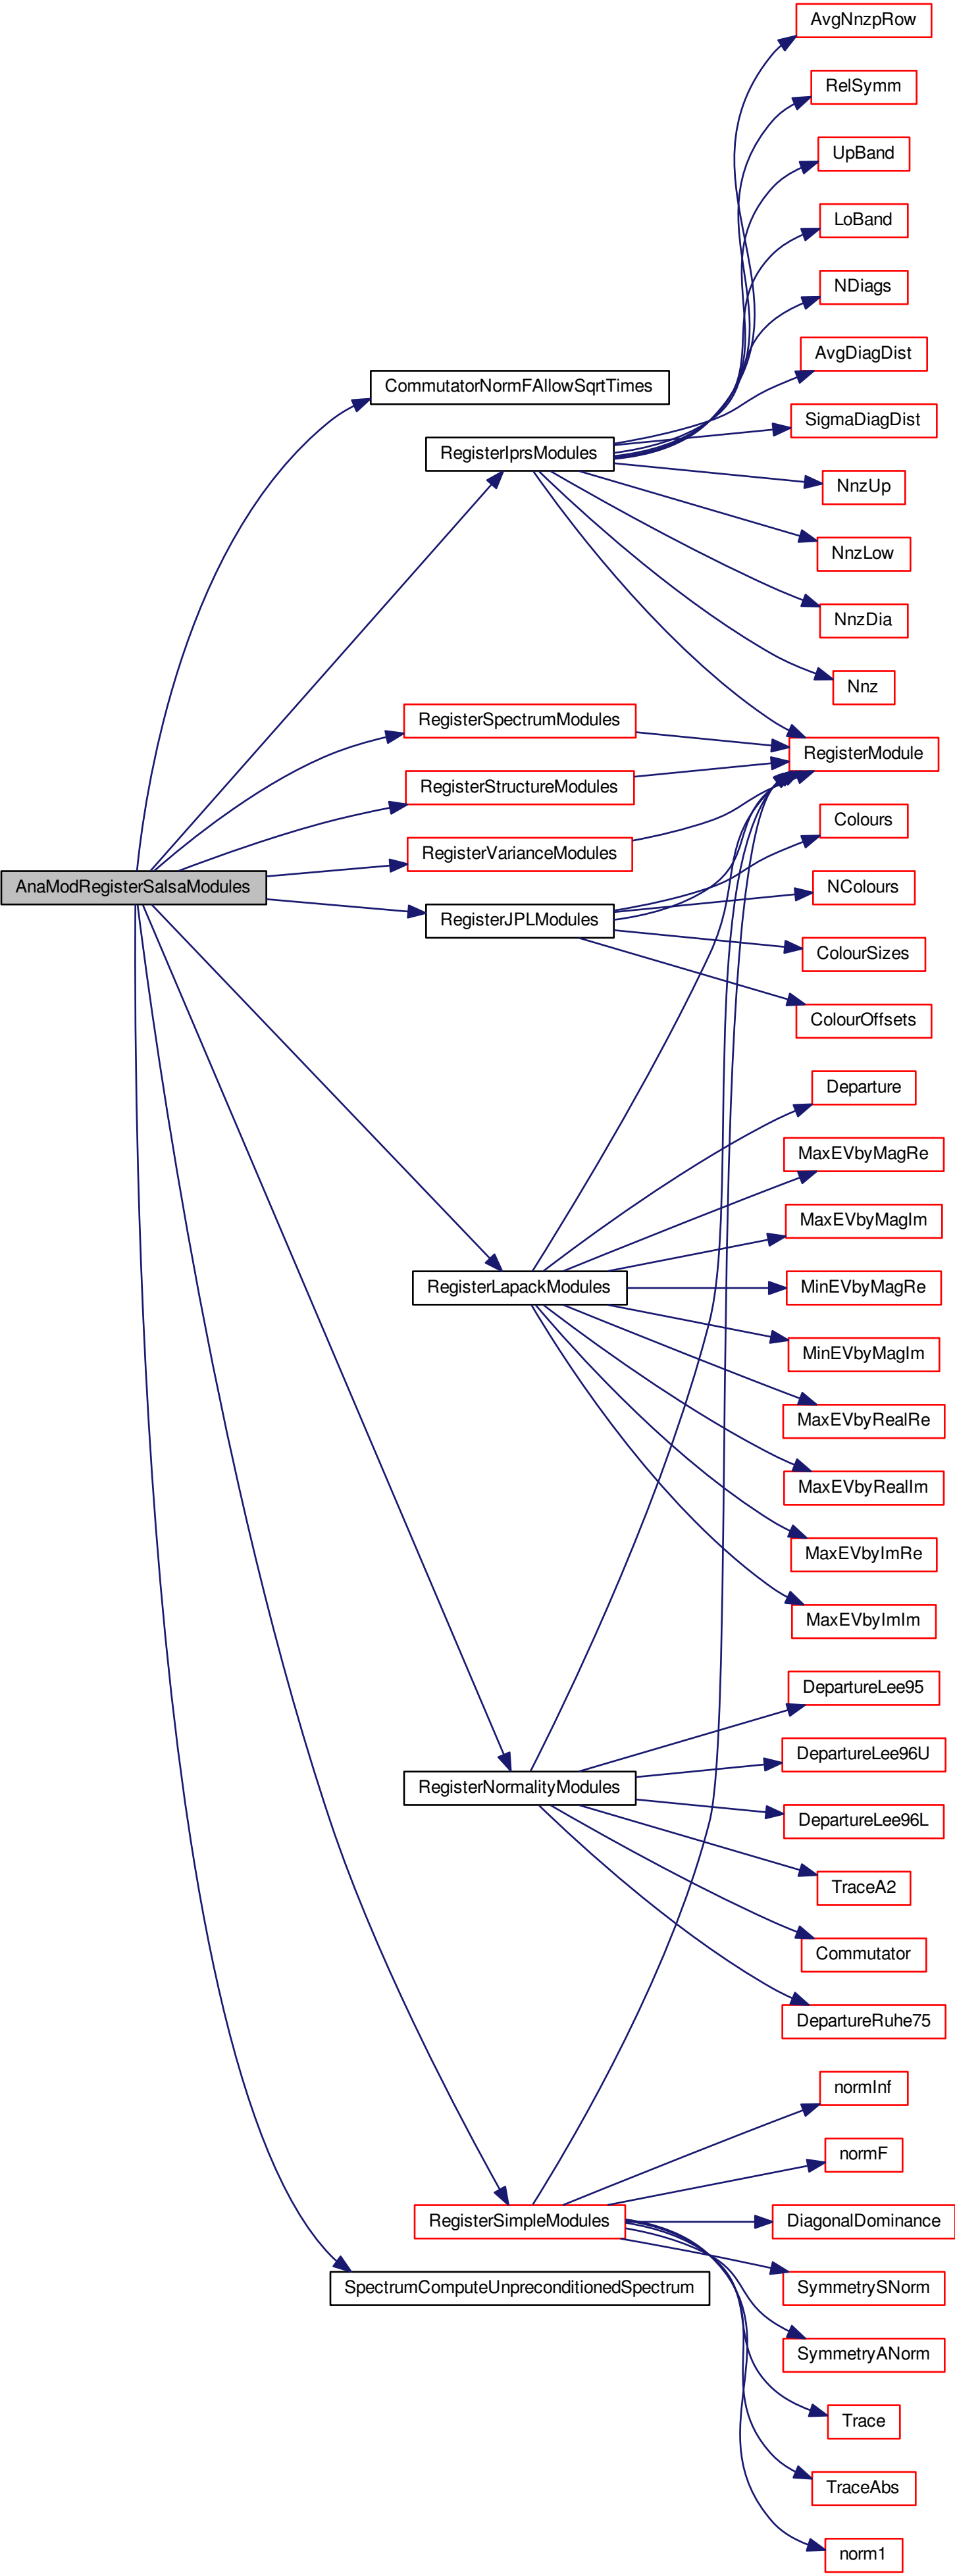 AvgNnzpRow
RelSymm
UpBand
LoBand
NDiags
AvgDiagDist
CommutatorNormFAllowSqrtTimes
SigmaDiagDist
RegisterIprsModules
NnzUp
NnzLow
NnzDia
Nnz
RegisterSpectrumModules
RegisterModule
RegisterStructureModules
Colours
RegisterVarianceModules
AnaModRegisterSalsaModules
NColours
RegisterJPLModules
ColourSizes
ColourOffsets
Departure
MaxEVbyMagRe
MaxEVbyMagIm
RegisterLapackModules
MinEVbyMagRe
MinEVbyMagIm
MaxEVbyRealRe
MaxEVbyRealIm
MaxEVbyImRe
MaxEVbyImIm
DepartureLee95
DepartureLee96U
RegisterNormalityModules
DepartureLee96L
TraceA2
Commutator
DepartureRuhe75
normInf
normF
RegisterSimpleModules
DiagonalDominance
SpectrumComputeUnpreconditionedSpectrum
SymmetrySNorm
SymmetryANorm
Trace
TraceAbs
norm1